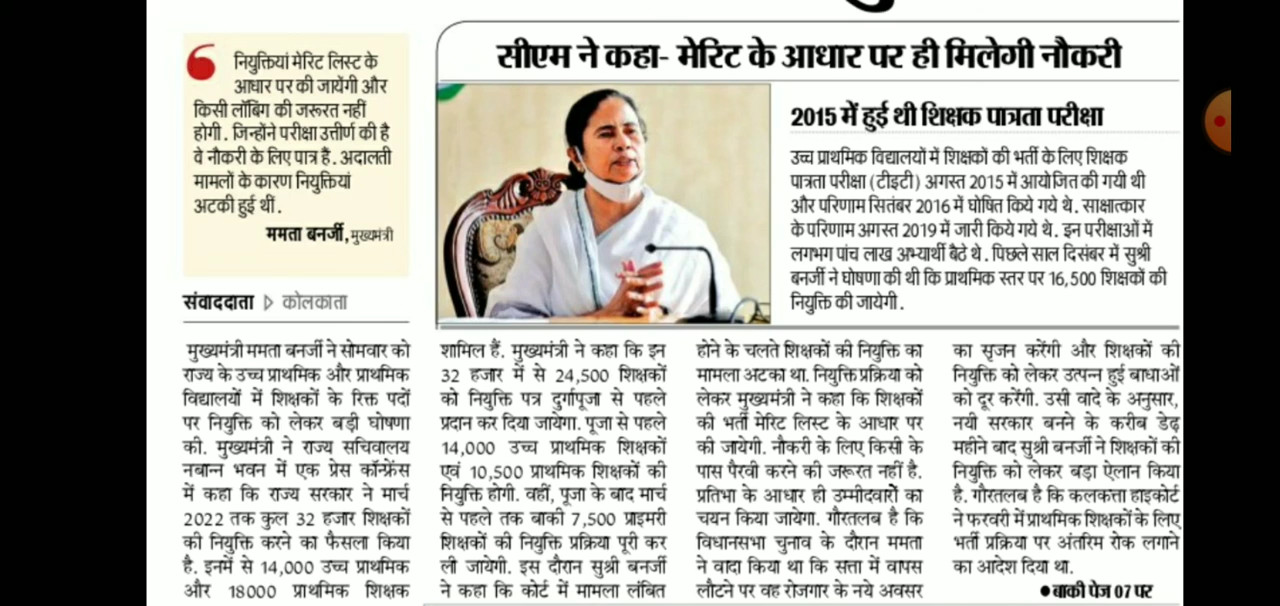 सीएम ने कहा- मेरिट के आधार पर ही मिलेगी नौकरी
नियुक्तियां मेरिट लिस्ट के
आधार पर की जायेंगी और
किसी लॉबिंग की जरूरत नहीं
होगी. जिन्होंने परीक्षा उत्तीर्ण की है
वे नौकरी के लिए पात्र हैं. अदालती
मामलों के कारण नियुक्तियां
अटकी हुई थीं.
ममता बनर्जी, मुख्यमंत्री
2015 में हुई थी शिक्षक पात्रता परीक्षा
उच्च प्राथमिक विद्यालयों में शिक्षकों की भर्ती के लिए शिक्षक
पात्रता परीक्षा (टीइटी) अगस्त 2015 में आयोजित की गयी थी
और परिणाम सितंबर 2016 में घोषित किये गये थे. साक्षात्कार
के परिणाम अगस्त 2019 में जारी किये गये थे. इन परीक्षाओं में
लगभग पांच लाख अभ्यार्थी बैठे थे. पिछले साल दिसंबर में सुश्री
बनर्जी ने घोषणा की थी कि प्राथमिक स्तर पर 16,500 शिक्षकों की
नियुक्ति की जायेगी.
संवाददाता ▷ कोलकाता
मुख्यमंत्री ममता बनर्जी ने सोमवार को
राज्य के उच्च प्राथमिक और प्राथमिक
विद्यालयों में शिक्षकों के रिक्त पदों
पर नियुक्ति को लेकर बड़ी घोषणा
की. मुख्यमंत्री ने राज्य सचिवालय
नबान्न भवन में एक प्रेस कॉन्फ्रेंस
में कहा कि राज्य सरकार ने मार्च
2022 तक कुल 32 हजार शिक्षकों
की नियुक्ति करने का फैसला किया
है. इनमें से 14,000 उच्च प्राथमिक
और 18000 प्राथमिक शिक्षक
शामिल हैं. मुख्यमंत्री ने कहा कि इन
32 हजार में से 24,500 शिक्षकों
को नियुक्ति पत्र दुर्गापूजा से पहले
प्रदान कर दिया जायेगा. पूजा से पहले
14,000 उच्च प्राथमिक शिक्षकों
एवं 10,500 प्राथमिक शिक्षकों की
नियुक्ति होगी. वहीं, पूजा के बाद मार्च
से पहले तक बाकी 7,500 प्राइमरी
शिक्षकों की नियुक्ति प्रक्रिया पूरी कर
ली जायेगी. इस दौरान सुश्री बनर्जी
ने कहा कि कोर्ट में मामला लंबित
होने के चलते शिक्षकों की नियुक्ति का
मामला अटका था. नियुक्ति प्रक्रिया को
लेकर मुख्यमंत्री ने कहा कि शिक्षकों
की भर्ती मेरिट लिस्ट के आधार पर
की जायेगी. नौकरी के लिए किसी के
पास पैरवी करने की जरूरत नहीं है.
प्रतिभा के आधार ही उम्मीदवारों का
चयन किया जायेगा. गौरतलब है कि
विधानसभा चुनाव के दौरान ममता
ने वादा किया था कि सत्ता में वापस
लौटने पर वह रोजगार के नये अवसर
का सृजन करेंगी और शिक्षकों की
नियुक्ति को लेकर उत्पन्न हुई बाधाओं
को दूर करेंगी. उसी वादे के अनुसार,
नयी सरकार बनने के करीब डेढ़
महीने बाद सुश्री बनर्जी ने शिक्षकों की
नियुक्ति को लेकर बड़ा ऐलान किया
है. गौरतलब है कि कलकत्ता हाइकोर्ट
ने फरवरी में प्राथमिक शिक्षकों के लिए
भर्ती प्रक्रिया पर अंतरिम रोक लगाने
का आदेश दिया था.
● बाकी पेज 07 पर